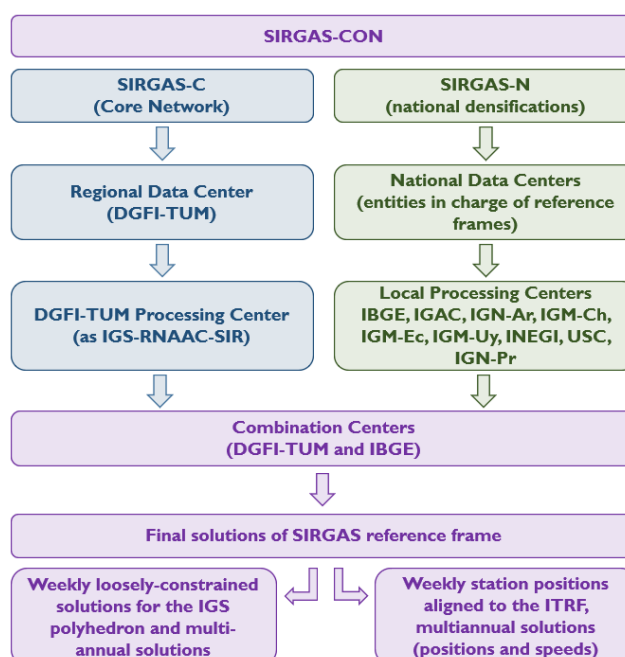 SIRGAS-CON
SIRGAS-C
(Core Network)
SIRGAS-N
(national densifications)
Regional Data Center
(DGFI-TUM)
National Data Centers
(entities in charge of reference
frames)
DGFI-TUM Processing Center
(as IGS-RNAAC-SIR)
Local Processing Centers
IBGE, IGAC, IGN-Ar, IGM-Ch,
IGM-Ec, IGM-Uy, INEGI, USC,
IGN-Pr
Combination Centers
(DGFI-TUM and IBGE)
Final solutions of SIRGAS reference frame
Weekly loosely-constrained
solutions for the IGS
polyhedron and multi-
annual solutions
Weekly station positions
aligned to the ITRF,
multiannual solutions
(positions and speeds)